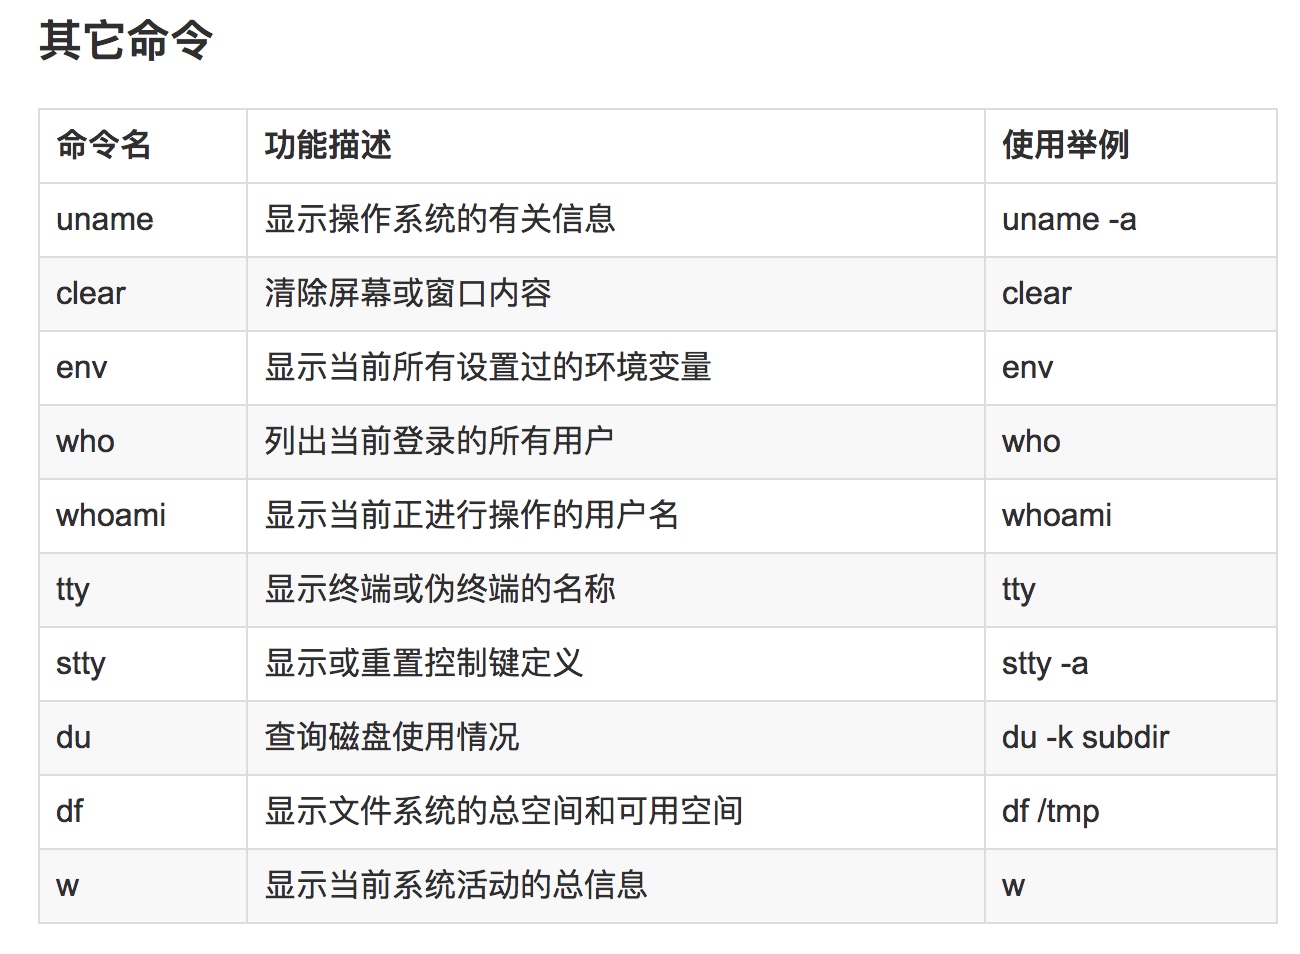 其它命令
命令名 功能描述 使用举例
uname 显示操作系统的有关信息 uname -a
clear 清除屏幕或窗口内容 clear
env 显示当前所有设置过的环境变量 env
who 列出当前登录的所有用户 who
whoami 显示当前正进行操作的用户名 whoami
tty 显示终端或伪终端的名称 tty
stty 显示或重置控制键定义 stty -a
du 查询磁盘使用情况 du -k subdir
df 显示文件系统的总空间和可用空间 df /tmp
w 显示当前系统活动的总信息 w